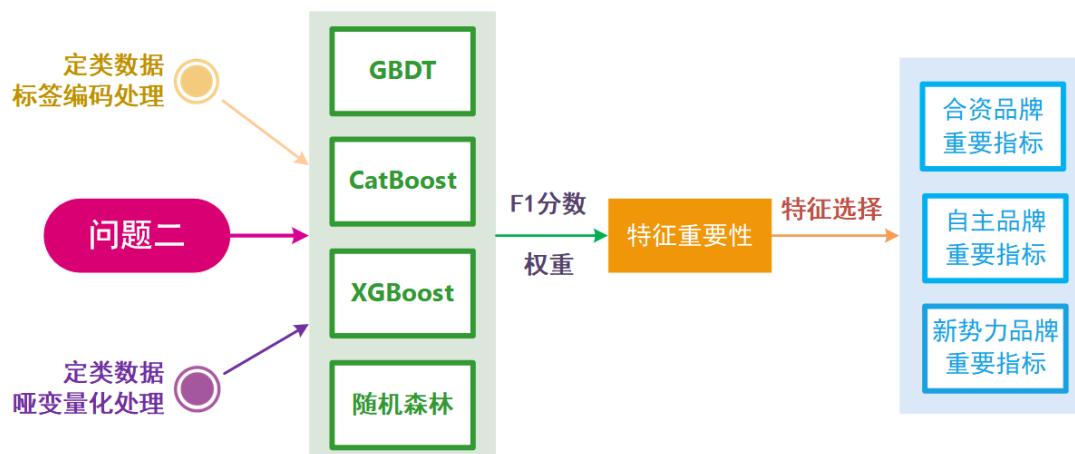 定类数据
标签编码处理
问题二
定类数据
哑变量化处理
GBDT
CatBoost
XGBoost
随机森林
F1分数
权重
特征重要性
特征选择
合资品牌
重要指标
自主品牌
重要指标
新势力品牌
重要指标